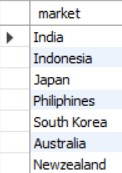 market
India
Indonesia
Japan
Philiphines
South Korea
Australia
Newzealand